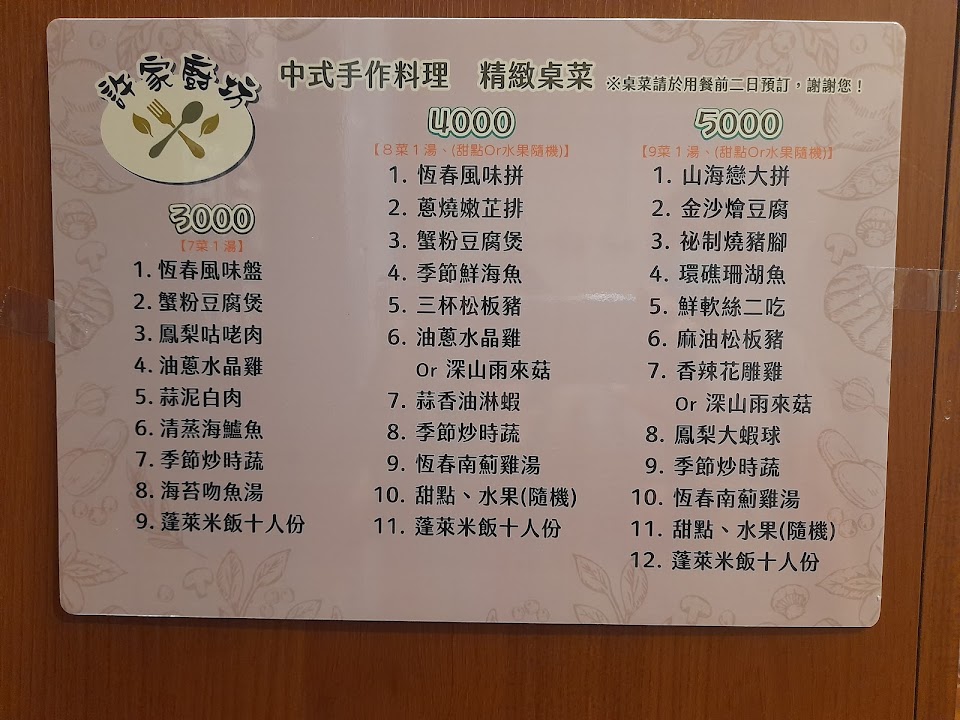 許家廚坊
中式手作料理 精緻桌菜 ※桌菜請於用餐前二日預訂，謝謝您！
3000
【7菜1湯】
1. 恆春風味盤
2. 蟹粉豆腐煲
3. 鳳梨咕咾肉
4. 油蔥水晶雞
5. 蒜泥白肉
6. 清蒸海鱸魚
7. 季節炒時蔬
8. 海苔吻魚湯
9. 蓬萊米飯十人份
4000
【8菜1湯、(甜點Or水果隨機)】
1. 恆春風味拼
2. 蔥燒嫩芷排
3. 蟹粉豆腐煲
4. 季節鮮海魚
5. 三杯松板豬
6. 油蔥水晶雞
Or 深山雨來菇
7. 蒜香油淋蝦
8. 季節炒時蔬
9. 恆春南薊雞湯
10. 甜點、水果(隨機)
11. 蓬萊米飯十人份
5000
【9菜1湯、(甜點Or水果隨機)】
1. 山海戀大拼
2. 金沙燴豆腐
3. 祕制燒豬腳
4. 環礁珊湖魚
5. 鮮軟絲二吃
6. 麻油松板豬
7. 香辣花雕雞
Or 深山雨來菇
8. 鳳梨大蝦球
9. 季節炒時蔬
10. 恆春南薊雞湯
11. 甜點、水果(隨機)
12. 蓬萊米飯十人份